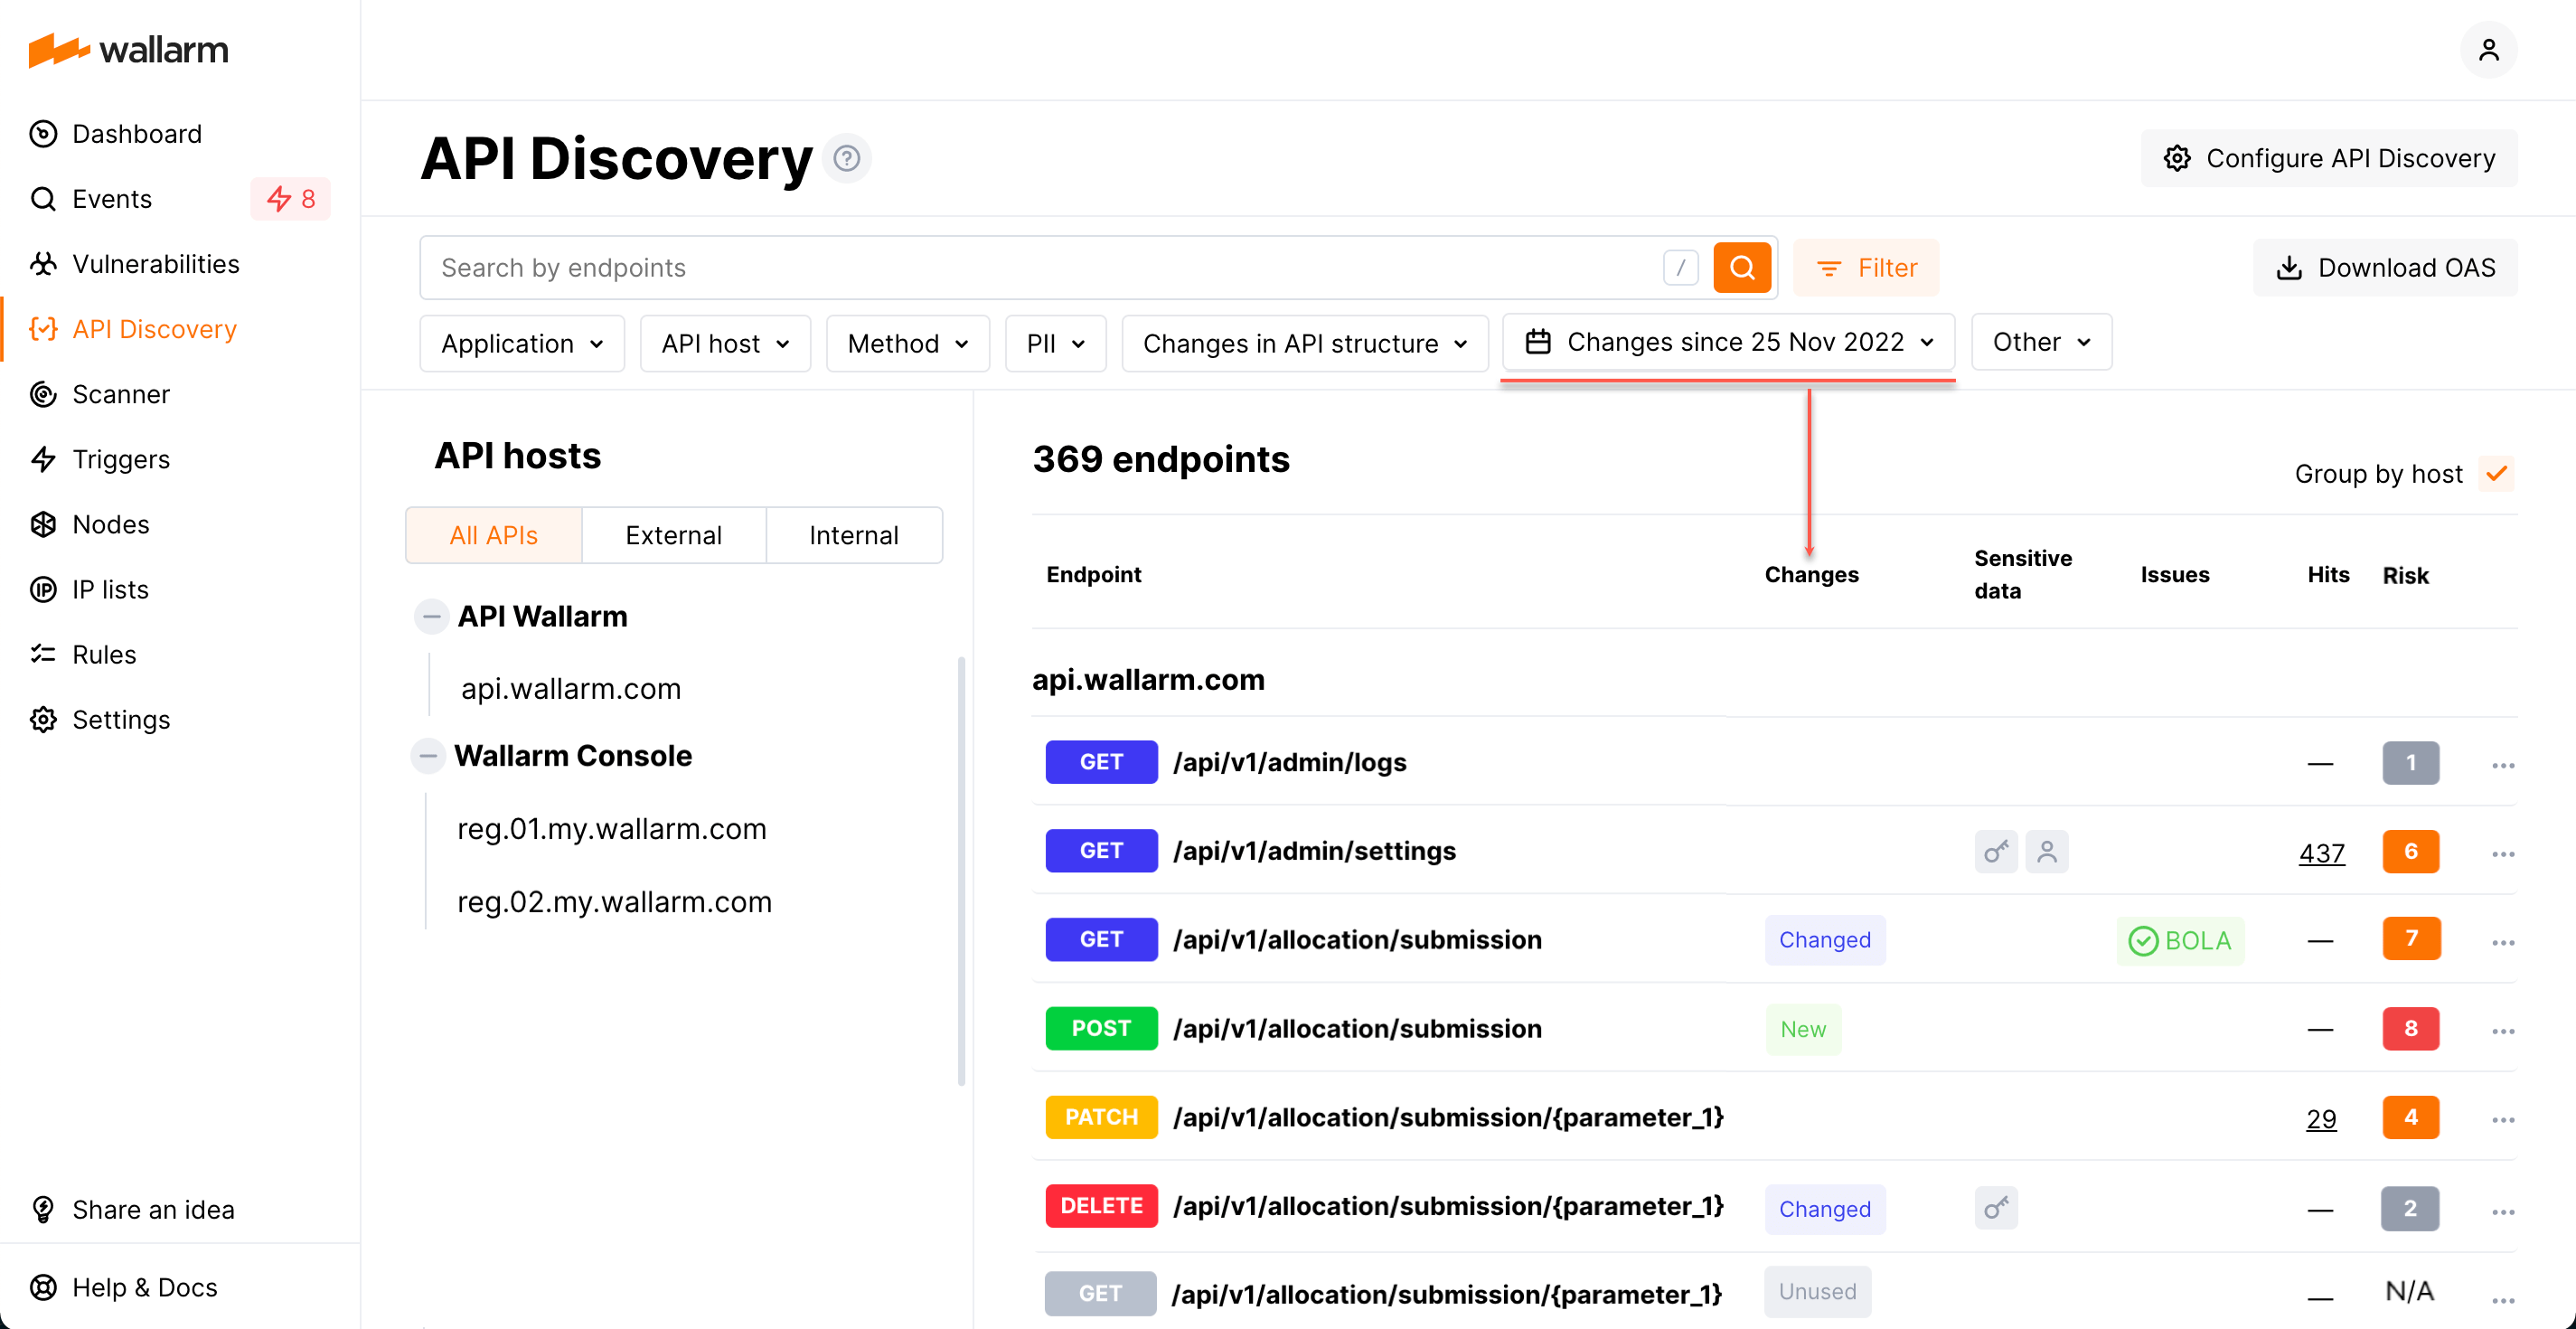 wallarm
Dashboard
Events
8
Vulnerabilities
API Discovery
Scanner
Triggers
Nodes
IP lists
Rules
Settings
Share an idea
Help & Docs
API Discovery ?
Configure API Discovery
Search by endpoints /
Filter
Download OAS
Application
API host
Method
PII
Changes in API structure
Changes since 25 Nov 2022
Other
API hosts
All APIs External Internal
API Wallarm
api.wallarm.com
Wallarm Console
reg.01.my.wallarm.com
reg.02.my.wallarm.com
369 endpoints
Group by host
Endpoint Changes Sensitive data Issues Hits Risk
api.wallarm.com
GET /api/v1/admin/logs — 1 ...
GET /api/v1/admin/settings 437 6 ...
GET /api/v1/allocation/submission Changed BOLA — 7 ...
POST /api/v1/allocation/submission New — 8 ...
PATCH /api/v1/allocation/submission/{parameter_1} 29 4 ...
DELETE /api/v1/allocation/submission/{parameter_1} Changed — 2 ...
GET /api/v1/allocation/submission/{parameter_1} Unused — N/A ...